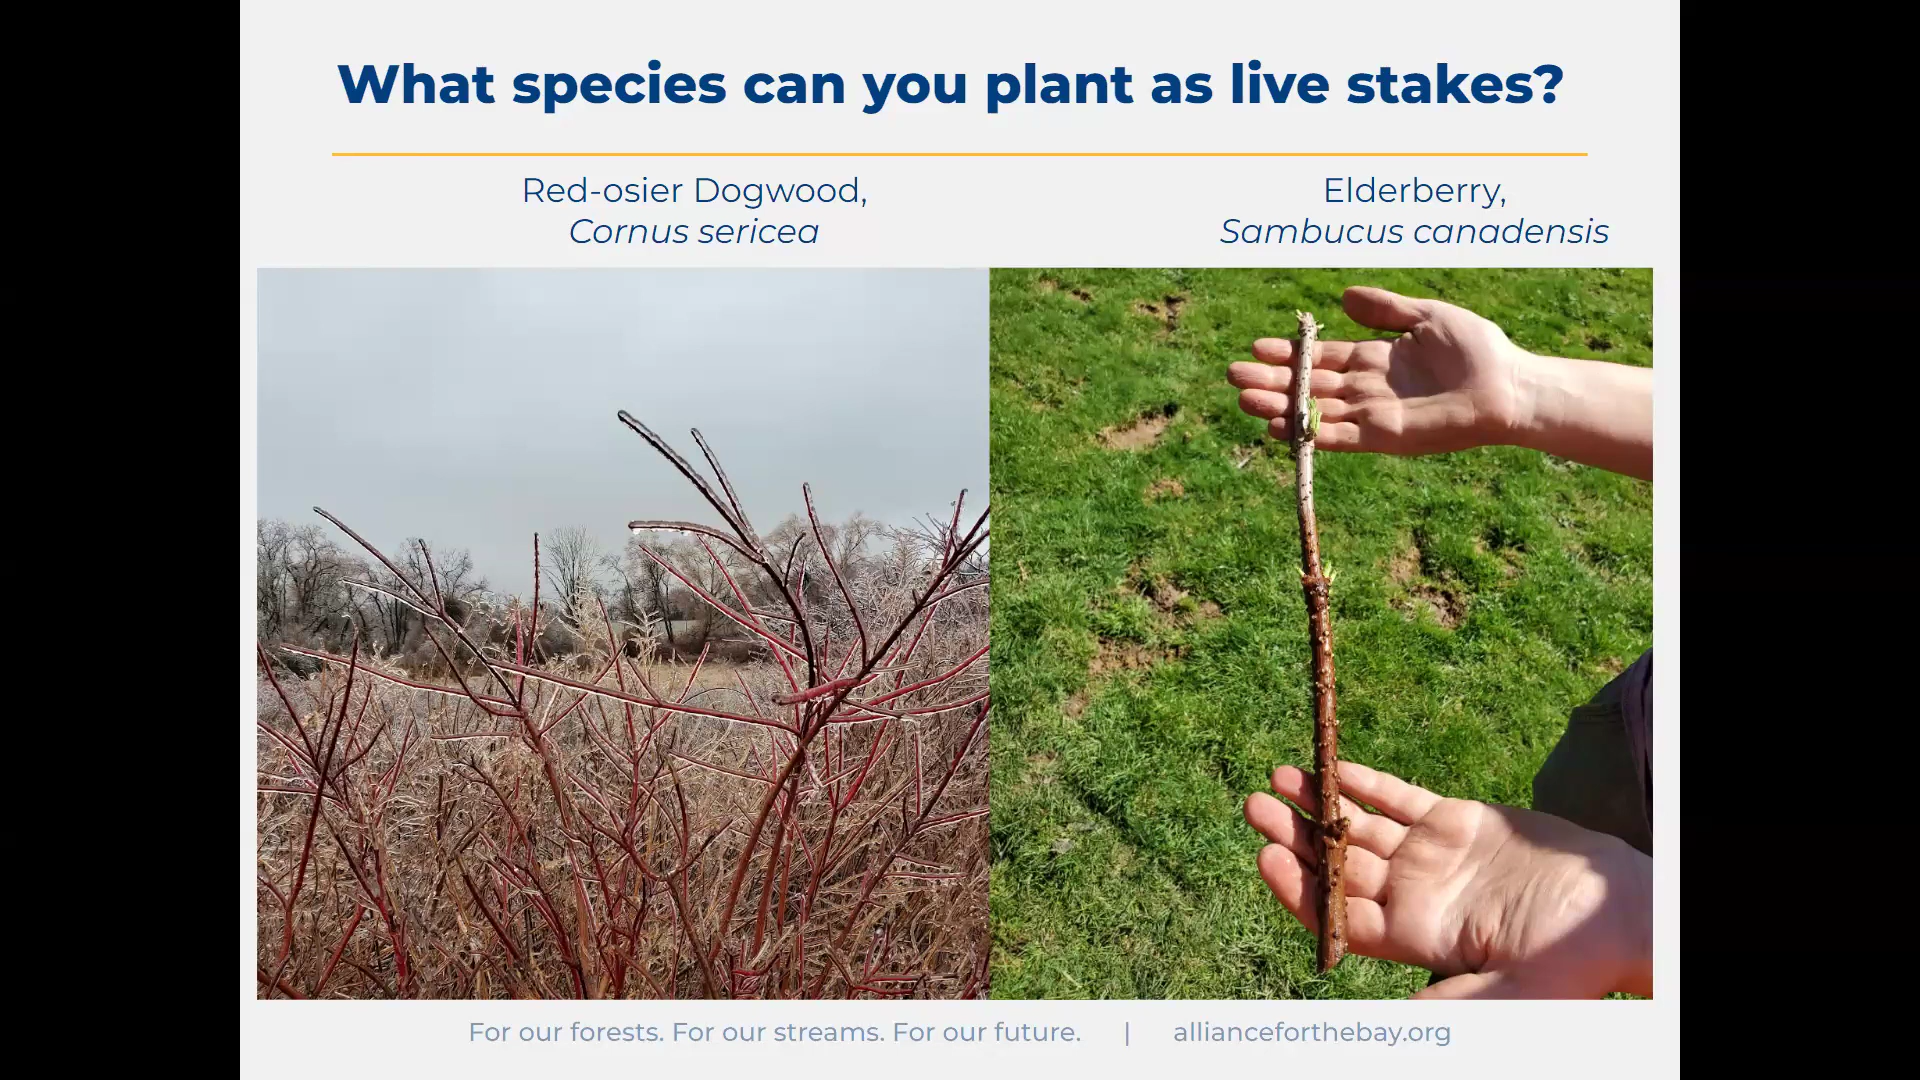 What species can you plant as live stakes?
Red-osier Dogwood,
Cornus sericea
Elderberry,
Sambucus canadensis
For our forests. For our streams. For our future. | allianceforthebay.org